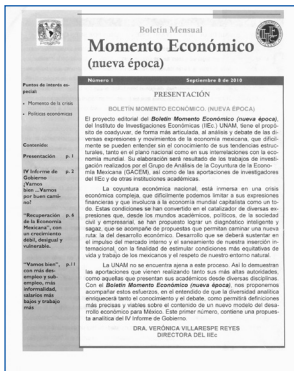 Boletín Mensual
Momento Económico
(nueva época)
Número 1
Septiembre 8 de 2010
Puntos de interés especial:
• Momento de la crisis
• Políticas económicas
Contenido:
Presentación p. 1
IV Informe de p. 2
Gobierno
¿Vamos
bien ...Vamos
por buen camino?
"Recuperación p. 6
de la Economía
Mexicana", con
un crecimiento
débil, desigual y
vulnerable.
"Vamos bien", p.11
con más desempleo
y subempleo, más
informalidad,
salarios más
bajos y trabajo
más
PRESENTACIÓN
BOLETÍN MOMENTO ECONÓMICO. (NUEVA ÉPOCA)
El proyecto editorial del Boletín Momento Económico (nueva época),
del Instituto de Investigaciones Económicas (IIEc) UNAM, tiene el propósito
de coadyuvar, de forma más articulada, al análisis y debate de las diversas
expresiones y movimientos de la economía mexicana, que difícilmente
se pueden entender sin el conocimiento de sus tendencias estructurales,
tanto en el plano nacional como en sus interrelaciones con la economía
mundial. Su elaboración será resultado de los trabajos de investigación
realizados por el Grupo de Análisis de la Coyuntura de la Economía
Mexicana (GACEM), así como de las aportaciones de investigadores
del IIEc y de otras instituciones académicas.
La coyuntura económica nacional, está inmersa en una crisis
económica compleja, que difícilmente podemos limitar a sus expresiones
financieras y que involucra a la economía mundial capitalista como un todo.
Estas condiciones se han convertido en el catalizador de diversas expresiones
que, desde los mundos académicos, políticos, de la sociedad
civil y empresarial, se han propuesto lograr un diagnóstico inteligente y
sagaz, que se acompañe de propuestas que permitan caminar una nueva
ruta: la del desarrollo económico. Desarrollo que se deberá sustentar en
el impulso del mercado interno y el saneamiento de nuestra inserción internacional,
con la finalidad de estimular condiciones más equitativas de
vida y trabajo de los mexicanos y el respeto de nuestro entorno natural.
La UNAM no se encuentra ajena a este proceso. Así lo demuestran
las aportaciones que vienen realizando tanto sus más altas autoridades,
como aquellas que presentan sus académicos desde diversas disciplinas.
Con el Boletín Momento Económico (nueva época), nos proponemos
acompañar estos esfuerzos, en el entendido de que la diversidad analítica
enriquecerá tanto el conocimiento y el debate, como permitirá definiciones
más precisas y viables sobre el contenido de un nuevo modelo de desarrollo
económico para México. Este primer número, contiene una propuesta
analítica del IV Informe de Gobierno.
DRA. VERÓNICA VILLARESPE REYES
DIRECTORA DEL IIEc